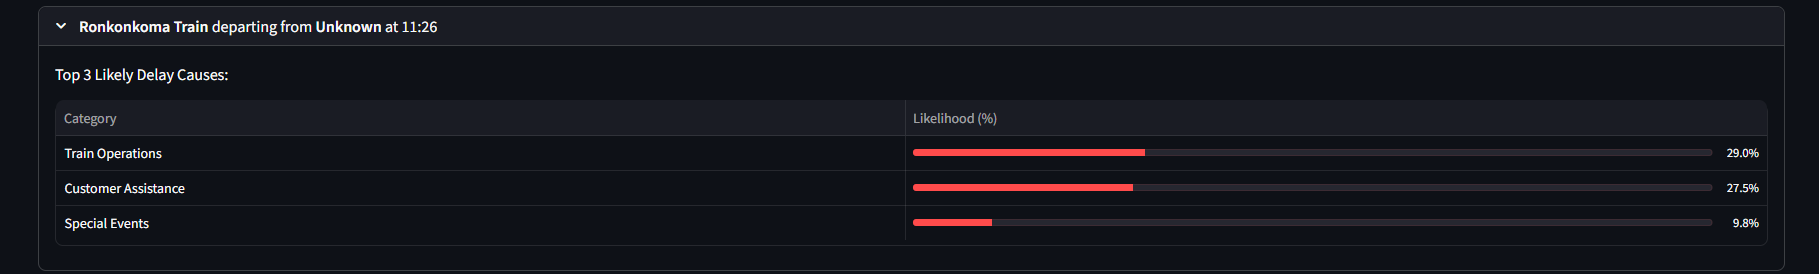 Ronkonkoma Train departing from Unknown at 11:26
Top 3 Likely Delay Causes:
Category Likelihood (%)
Train Operations 29.0%
Customer Assistance 27.5%
Special Events 9.8%